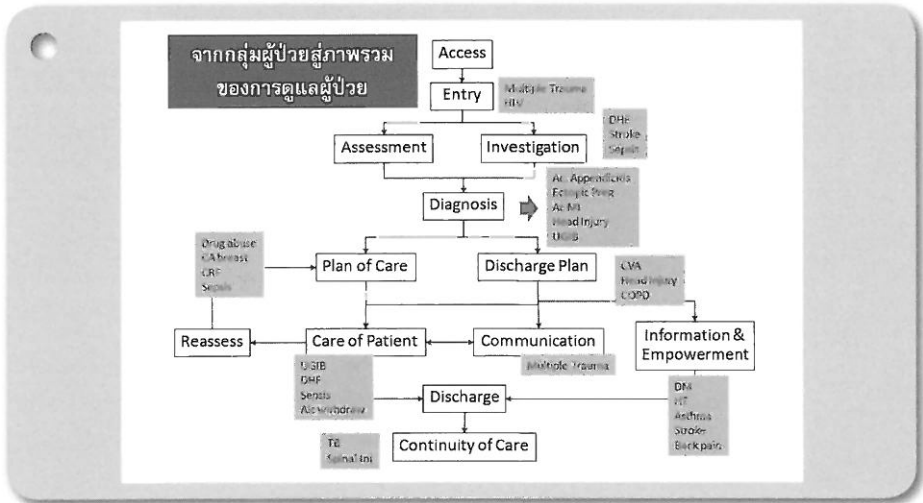 จากกลุ่มผู้ป่วยสู่ภาพรวม
ของการดูแลผู้ป่วย
Access
Entry
Multiple Trauma
HIV
Assessment
Investigation
DHF
Stroke
Sepsis
Diagnosis
Ac. Appendicitis
Ectopic Preg
Ac MI
Head Injury
UGIB
Drug abuse
CA breast
CRF
Sepsis
Plan of Care
Discharge Plan
CVA
Head Injury
COPD
Reassess
Care of Patient
Communication
Information &
Empowerment
UGIB
DHF
Sepsis
Alc withdraw
Multiple Trauma
Discharge
DM
HT
Asthma
Stroke
Back pain
TB
Spinal Inj
Continuity of Care